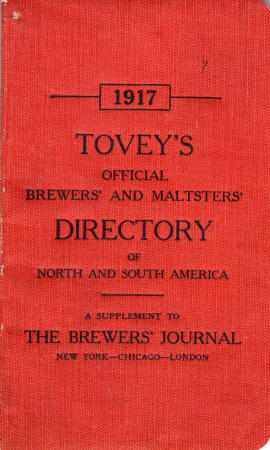 1917
TOVEY'S
OFFICIAL
BREWERS' AND MALTSTERS'
DIRECTORY
OF
NORTH AND SOUTH AMERICA
A SUPPLEMENT TO
THE BREWERS' JOURNAL
NEW YORK—CHICAGO—LONDON